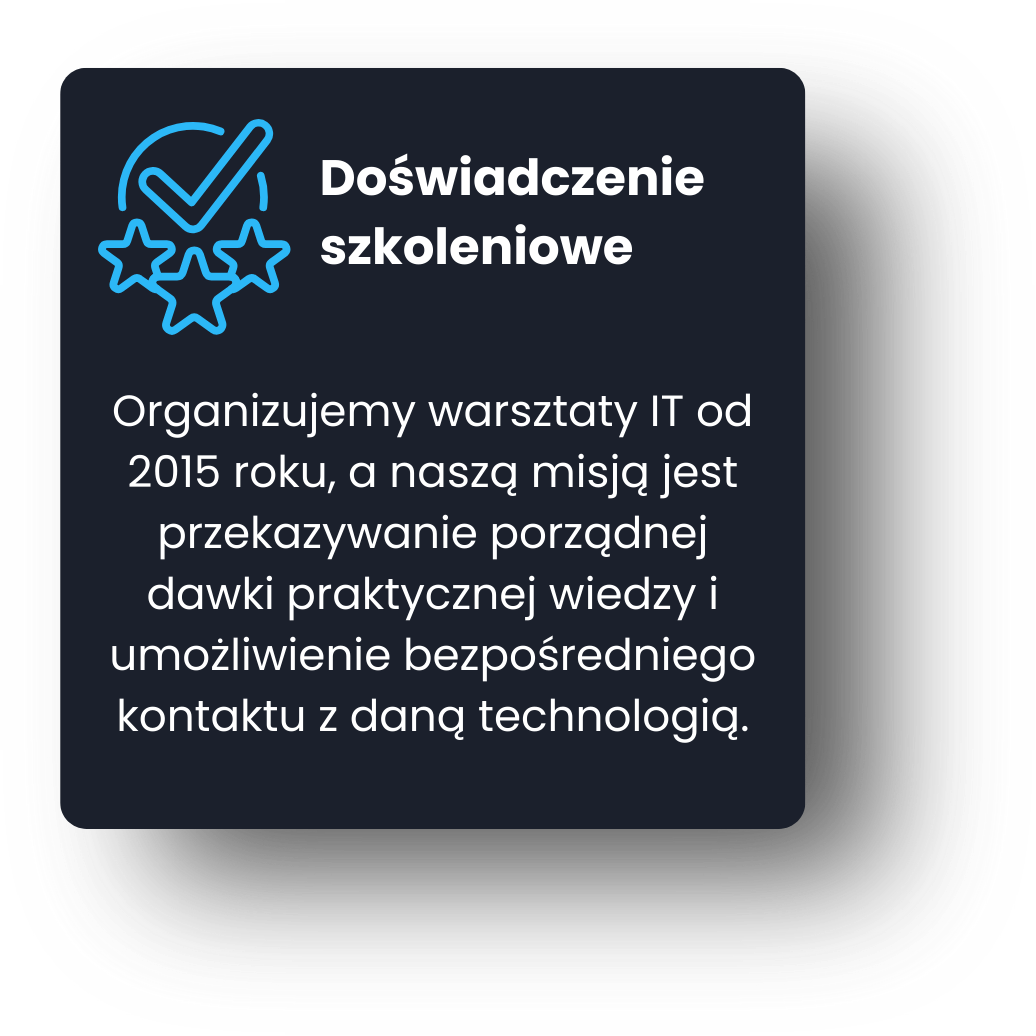 Doświadczenie
szkoleniowe
Organizujemy warsztaty IT od
2015 roku, a naszą misją jest
przekazywanie porządnej
dawki praktycznej wiedzy i
umożliwienie bezpośredniego
kontaktu z daną technologią.